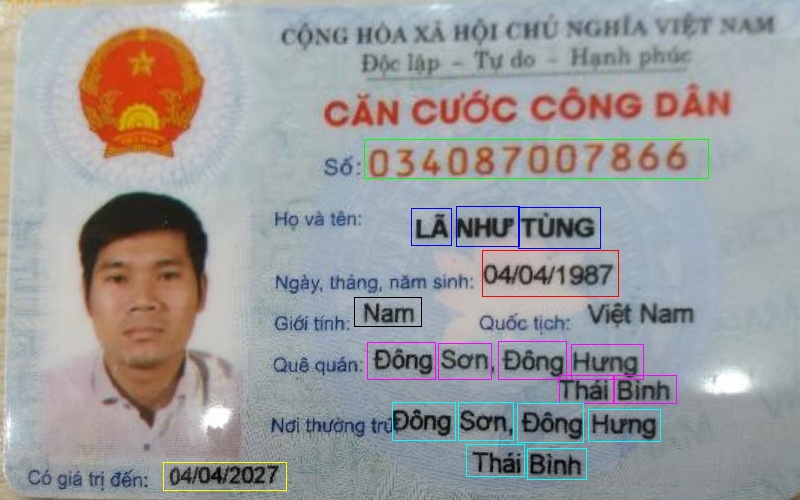 CỘNG HÒA XÃ HỘI CHỦ NGHĨA VIỆT NAM
Độc lập - Tự do - Hạnh phúc
CĂN CƯỚC CÔNG DÂN
Số: 034087007866
Họ và tên: LÃ NHƯ TÙNG
Ngày, tháng, năm sinh: 04/04/1987
Giới tính: Nam Quốc tịch: Việt Nam
Quê quán: Đông Sơn, Đông Hưng
Thái Bình
Nơi thường trú: Đông Sơn, Đông Hưng
Thái Bình
Có giá trị đến: 04/04/2027